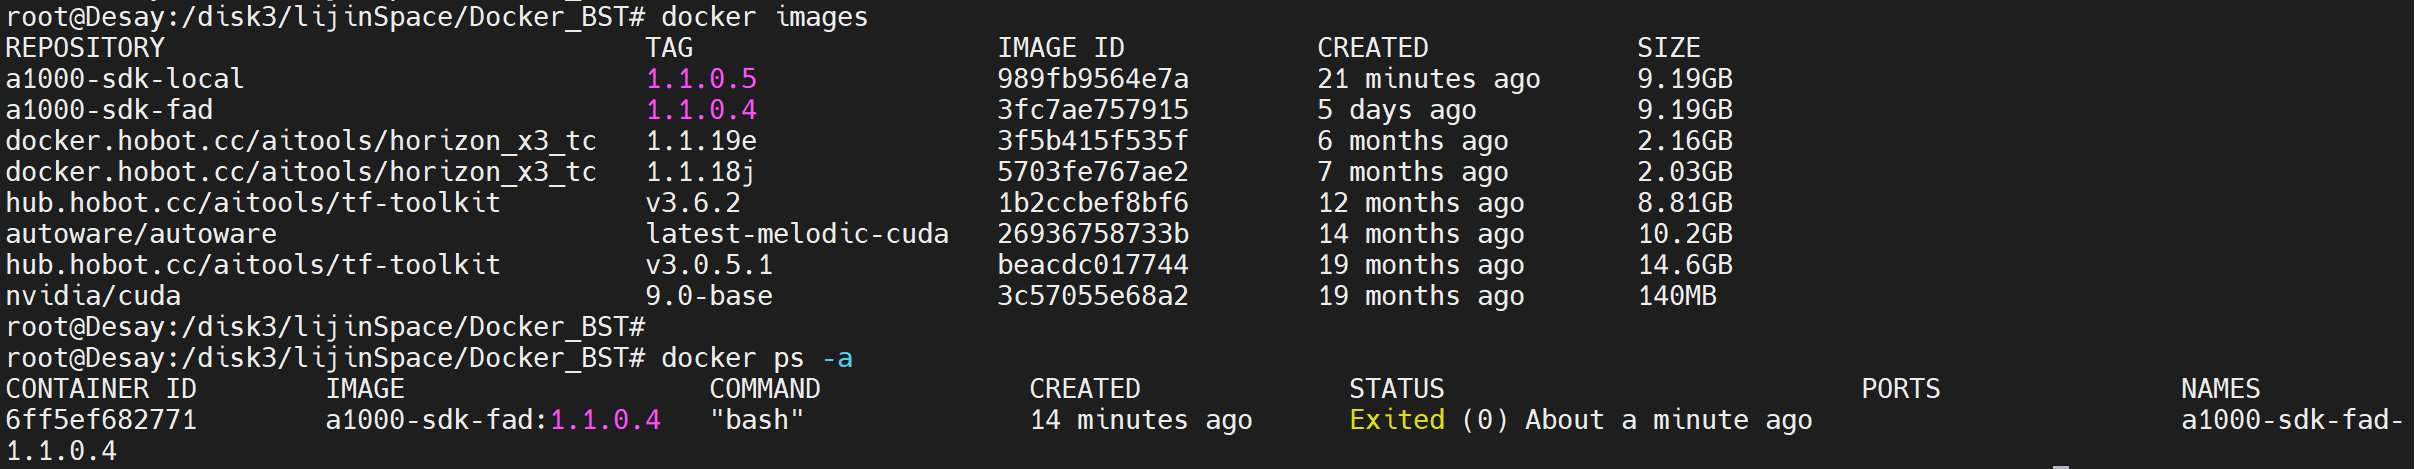 root@Desay:/disk3/lijinSpace/Docker_BST# docker images
REPOSITORY TAG IMAGE ID CREATED SIZE
a1000-sdk-local 1.1.0.5 989fb9564e7a 21 minutes ago 9.19GB
a1000-sdk-fad 1.1.0.4 3fc7ae757915 5 days ago 9.19GB
docker.hobot.cc/aitools/horizon_x3_tc 1.1.19e 3f5b415f535f 6 months ago 2.16GB
docker.hobot.cc/aitools/horizon_x3_tc 1.1.18j 5703fe767ae2 7 months ago 2.03GB
hub.hobot.cc/aitools/tf-toolkit v3.6.2 1b2ccbef8bf6 12 months ago 8.81GB
autoware/autoware latest-melodic-cuda 26936758733b 14 months ago 10.2GB
hub.hobot.cc/aitools/tf-toolkit v3.0.5.1 beacdc017744 19 months ago 14.6GB
nvidia/cuda 9.0-base 3c57055e68a2 19 months ago 140MB
root@Desay:/disk3/lijinSpace/Docker_BST#
root@Desay:/disk3/lijinSpace/Docker_BST# docker ps -a
CONTAINER ID IMAGE COMMAND CREATED STATUS PORTS NAMES
6ff5ef682771 a1000-sdk-fad:1.1.0.4 "bash" 14 minutes ago Exited (0) About a minute ago a1000-sdk-fad-
1.1.0.4